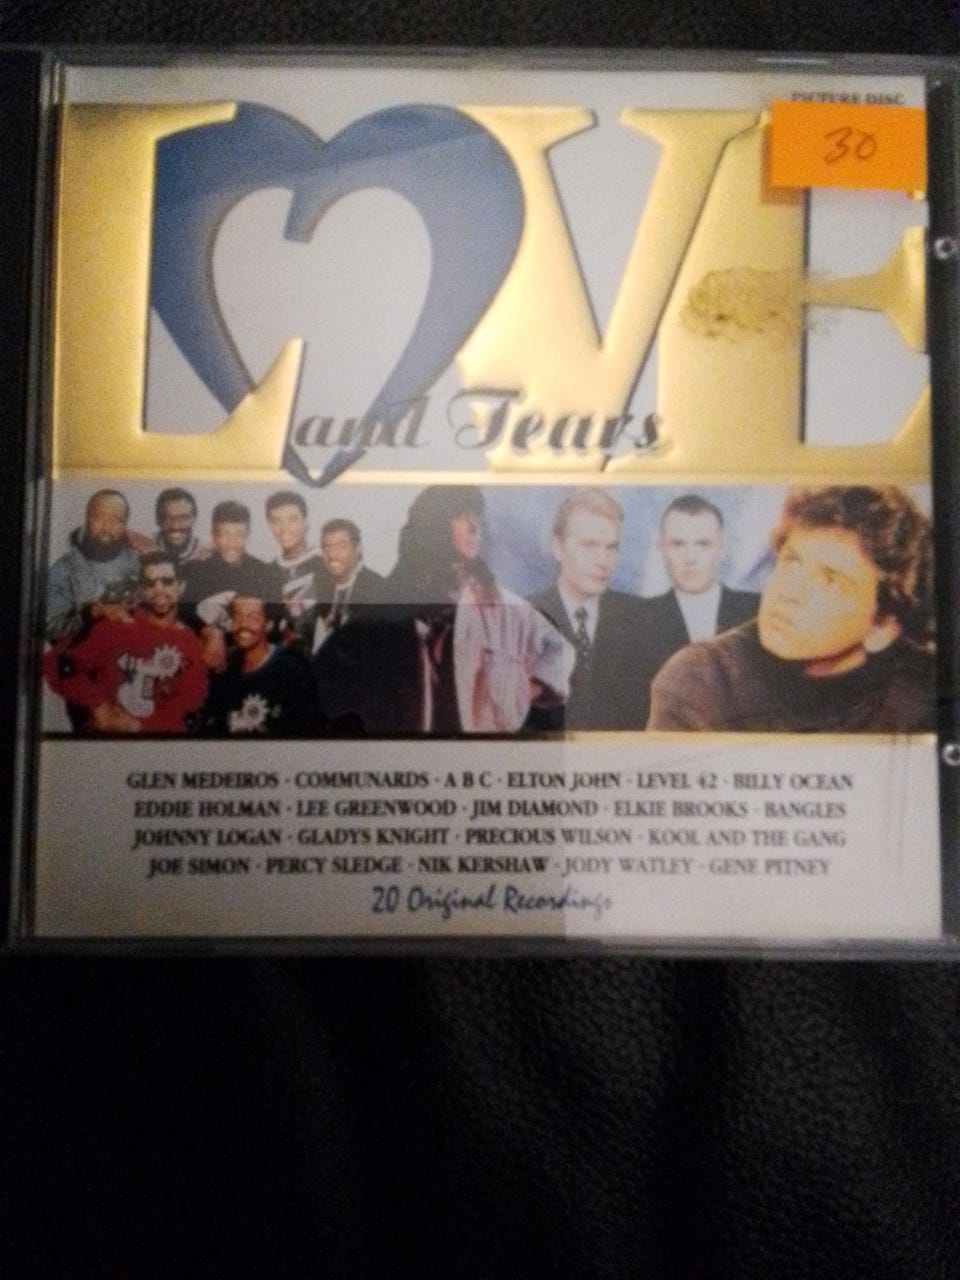 PICTURE DISC
30
LOVE
and Tears
GLEN MEDEIROS · COMMUNARDS · A B C · ELTON JOHN · LEVEL 42 · BILLY OCEAN
EDDIE HOLMAN · LEE GREENWOOD · JIM DIAMOND · ELKIE BROOKS · BANGLES
JOHNNY LOGAN · GLADYS KNIGHT · PRECIOUS WILSON · KOOL AND THE GANG
JOE SIMON · PERCY SLEDGE · NIK KERSHAW · JODY WATLEY · GENE PITNEY
20 Original Recordings